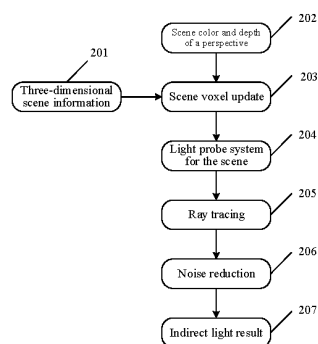 202
Scene color and depth
of a perspective
201
203
Three-dimensional
scene information
Scene voxel update
204
Light probe system
for the scene
205
Ray tracing
206
Noise reduction
207
Indirect light result